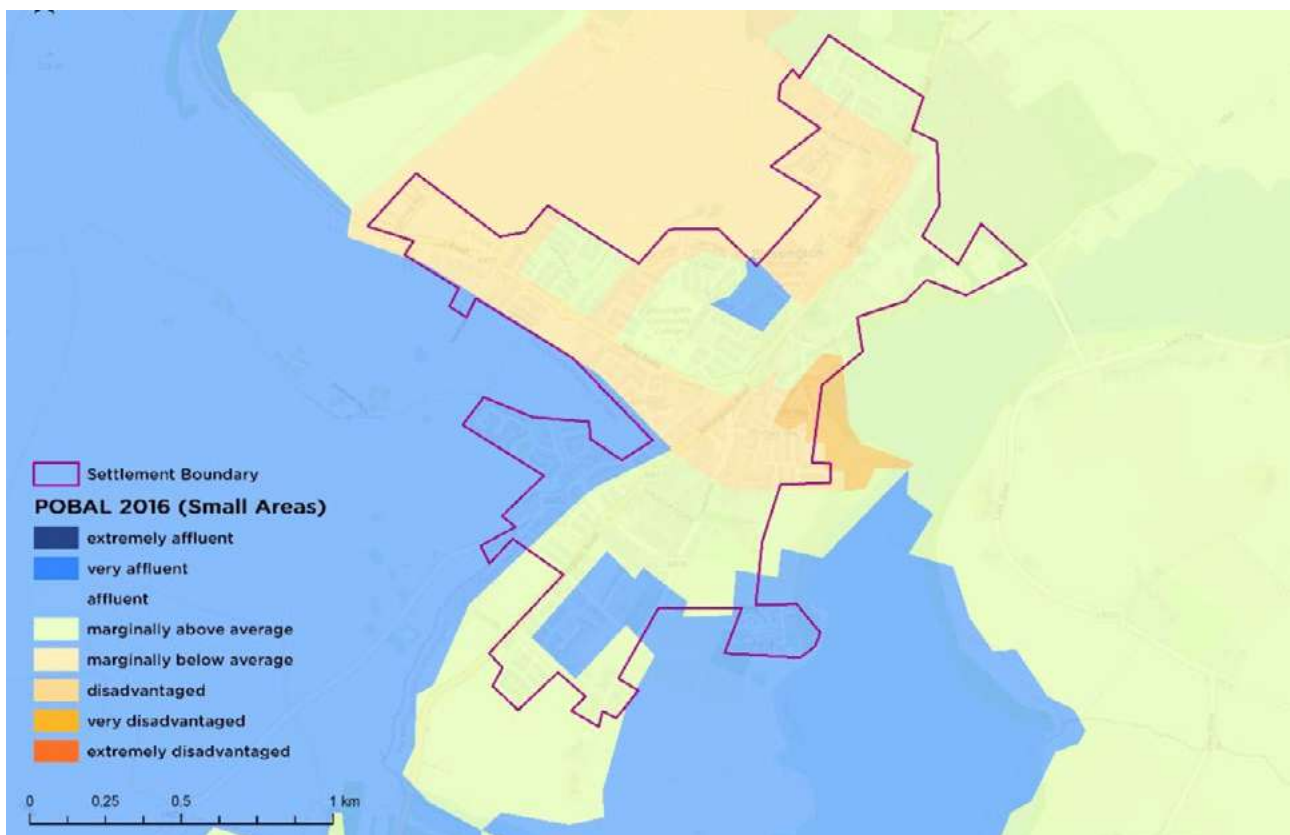 Settlement Boundary
POBAL 2016 (Small Areas)
extremely affluent
very affluent
affluent
marginally above average
marginally below average
disadvantaged
very disadvantaged
extremely disadvantaged
0 0.25 0.5 1 km